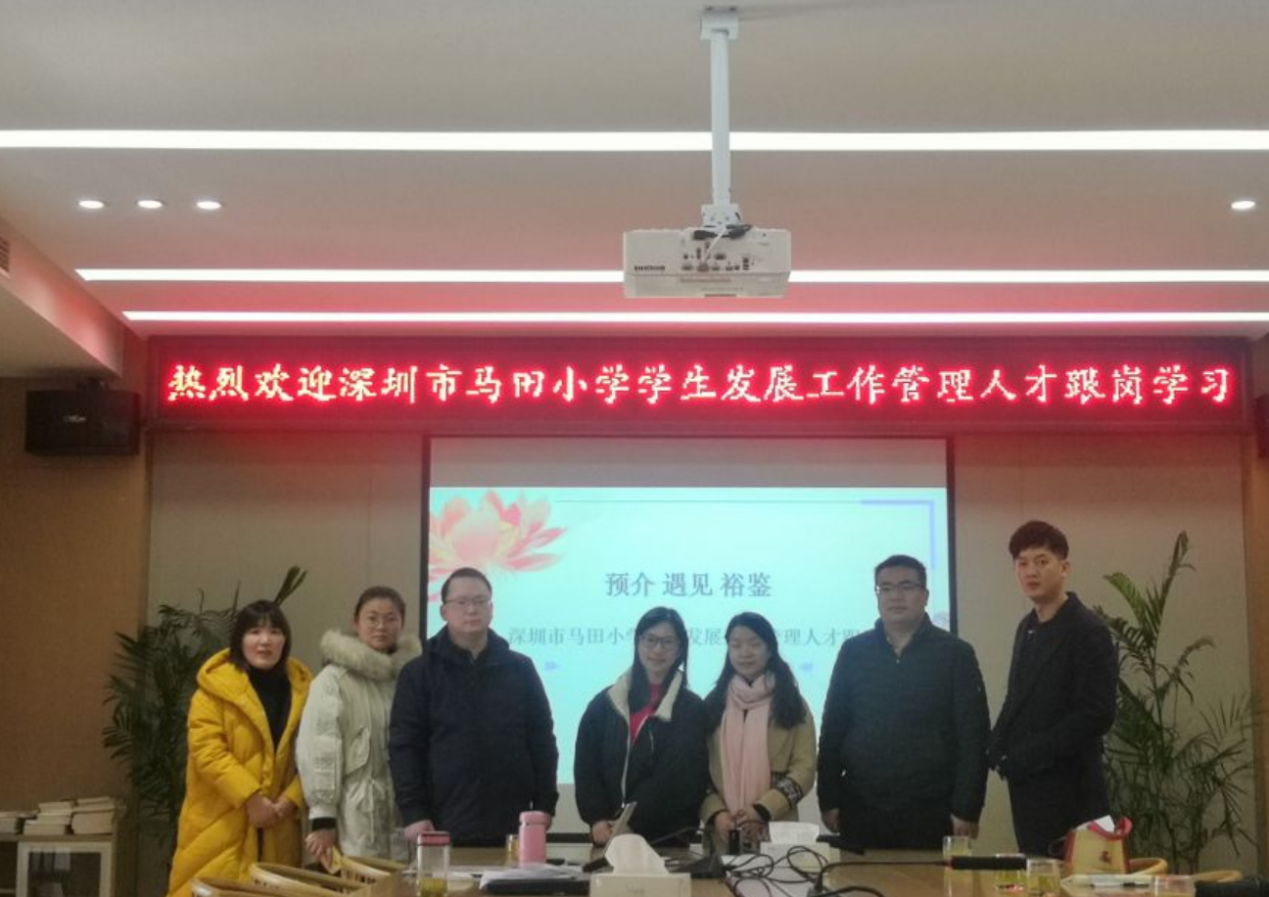 热烈欢迎深圳市马田小学学生发展工作管理人才跟岗学习
预介 遇见 裕鉴
深圳市马田小学 发展 管理人才跟